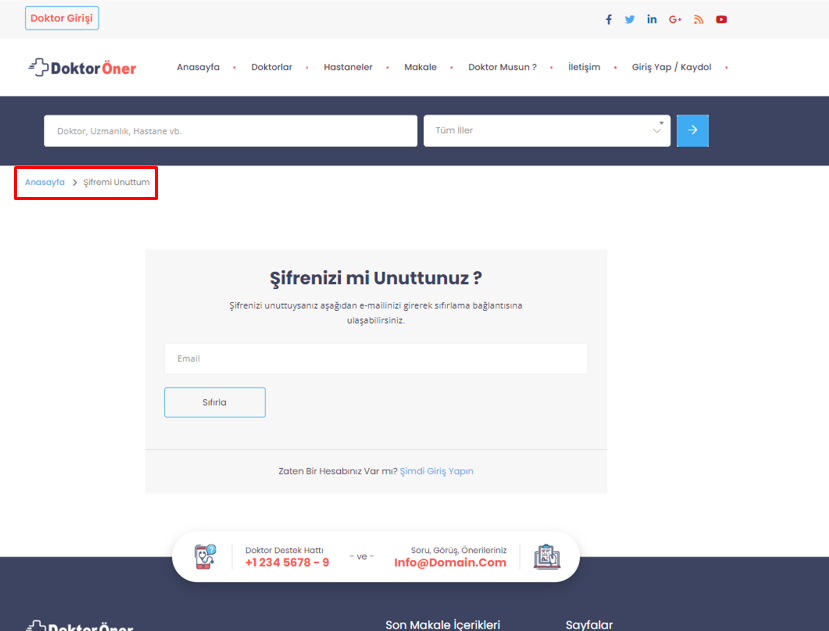 Doktor Girişi
DoktorÖner
Anasayfa
Doktorlar
Hastaneler
Makale
Doktor Musun ?
İletişim
Giriş Yap / Kaydol
Doktor, Uzmanlık, Hastane vb.
Tüm İller
Anasayfa > Şifremi Unuttum
Şifrenizi mi Unuttunuz ?
Şifrenizi unuttuysanız aşağıdan e-mailinizi girerek sıfırlama bağlantısına
ulaşabilirsiniz.
Email
Sıfırla
Zaten Bir Hesabınız Var mı? Şimdi Giriş Yapın
Doktor Destek Hattı
+1 234 5678 - 9
- ve -
Soru, Görüş, Önerileriniz
Info@Domain.Com
DoktorÖner
Son Makale İçerikleri
Sayfalar